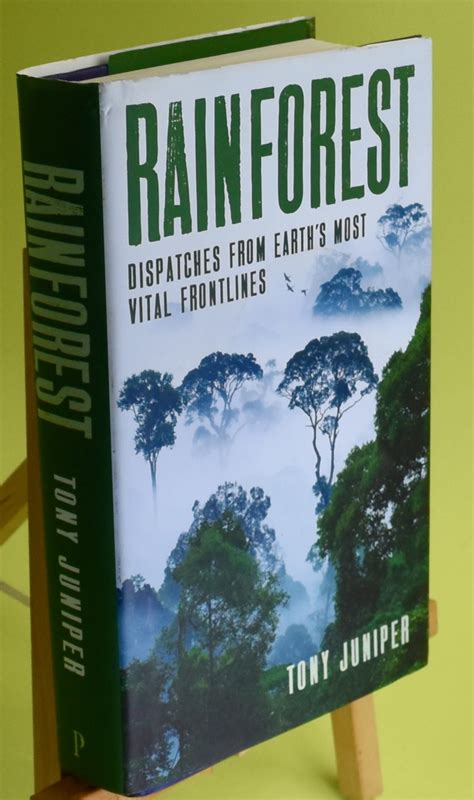 RAINFOREST
DISPATCHES FROM EARTH'S MOST
VITAL FRONTLINES
TONY JUNIPER
RAINFOREST
TONY JUNIPER
P